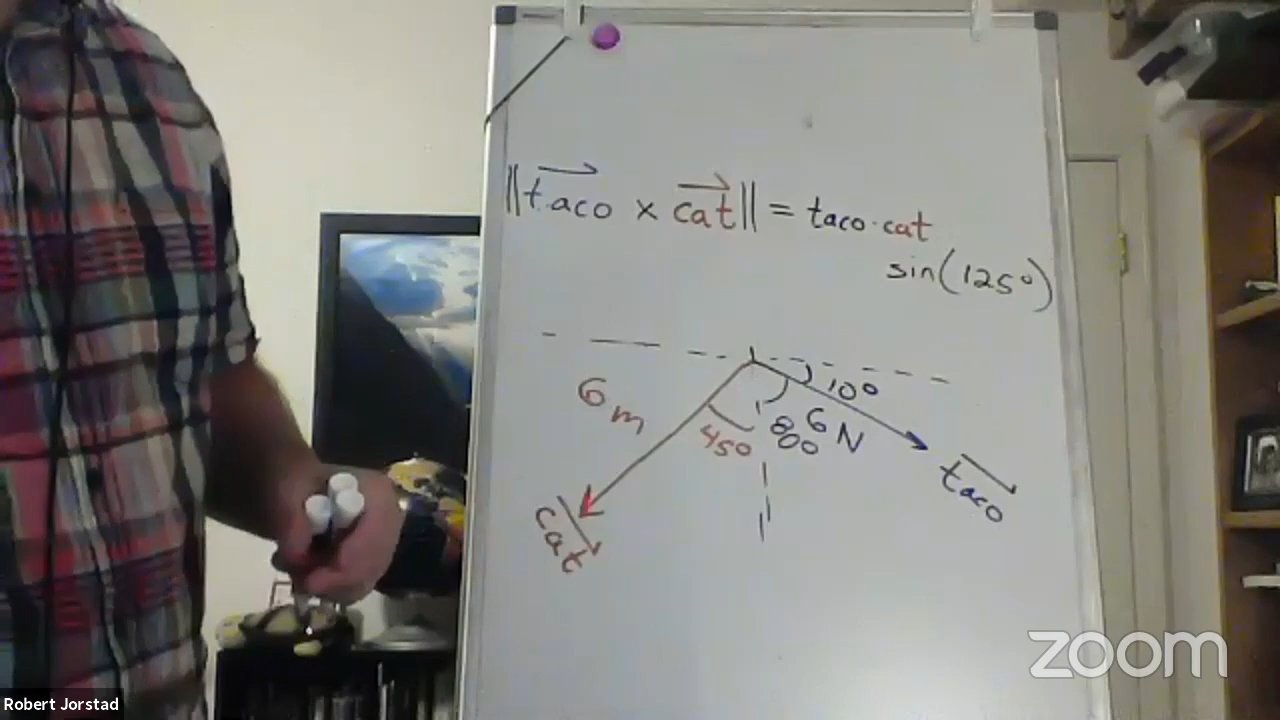 ||taco x cat|| = taco·cat
sin(125°)
10°
6 m
80°
6 N
45°
taco
cat
zoom
Robert Jorstad